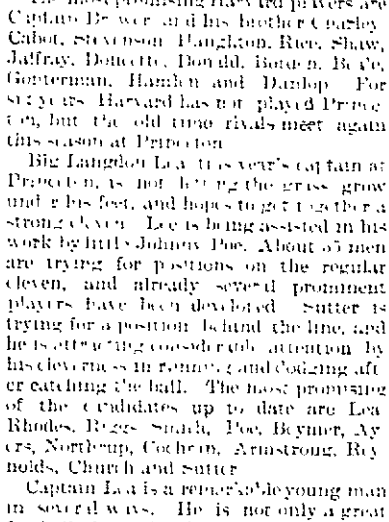 most promising Harvard players are
Captain Brewer and his brother Charley
Cabot, Stevenson Haughton, Rice, Shaw,
Jaffray, Doucette, Donald, Borden, Beale,
Gonterman, Hamlen and Dunlop For
six years Harvard has not played Prince
ton, but the old time rivals meet again
this season at Princeton
Big Langdon Lea this year's captain at
Princeton, is not letting the grass grow
under his feet, and hopes to get together a
strong eleven Lee is being assisted in his
work by little Johnny Poe. About 55 men
are trying for positions on the regular
eleven, and already several prominent
players have been developed Sutter is
trying for a position behind the line, and
he is attracting considerable attention by
his cleverness in running and dodging aft
er catching the ball. The most promising
of the candidates up to date are Lea
Rhodes, Riggs Smith, Poe, Beymer, Ay
ers, Northrup, Cochran, Armstrong, Rey
nolds, Church and Sutter
Captain Lea is a remarkable young man
in several ways. He is not only a great